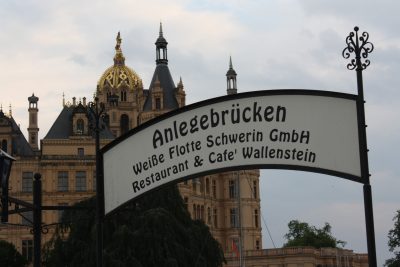 Anlegebrücken
Weiße Flotte Schwerin GmbH
Restaurant & Cafe' Wallenstein